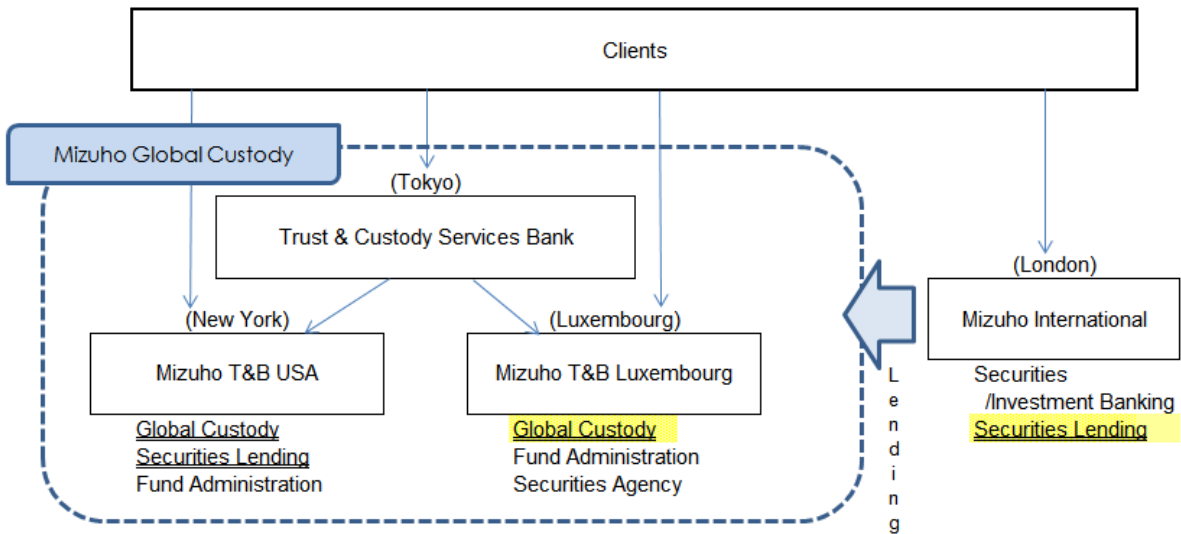 Clients
Mizuho Global Custody
(Tokyo)
Trust & Custody Services Bank
(London)
Mizuho International
(New York)
(Luxembourg)
Mizuho T&B USA
Mizuho T&B Luxembourg
Global Custody
Securities Lending
Fund Administration
Global Custody
Fund Administration
Securities Agency
Lending
Securities
/Investment Banking
Securities Lending